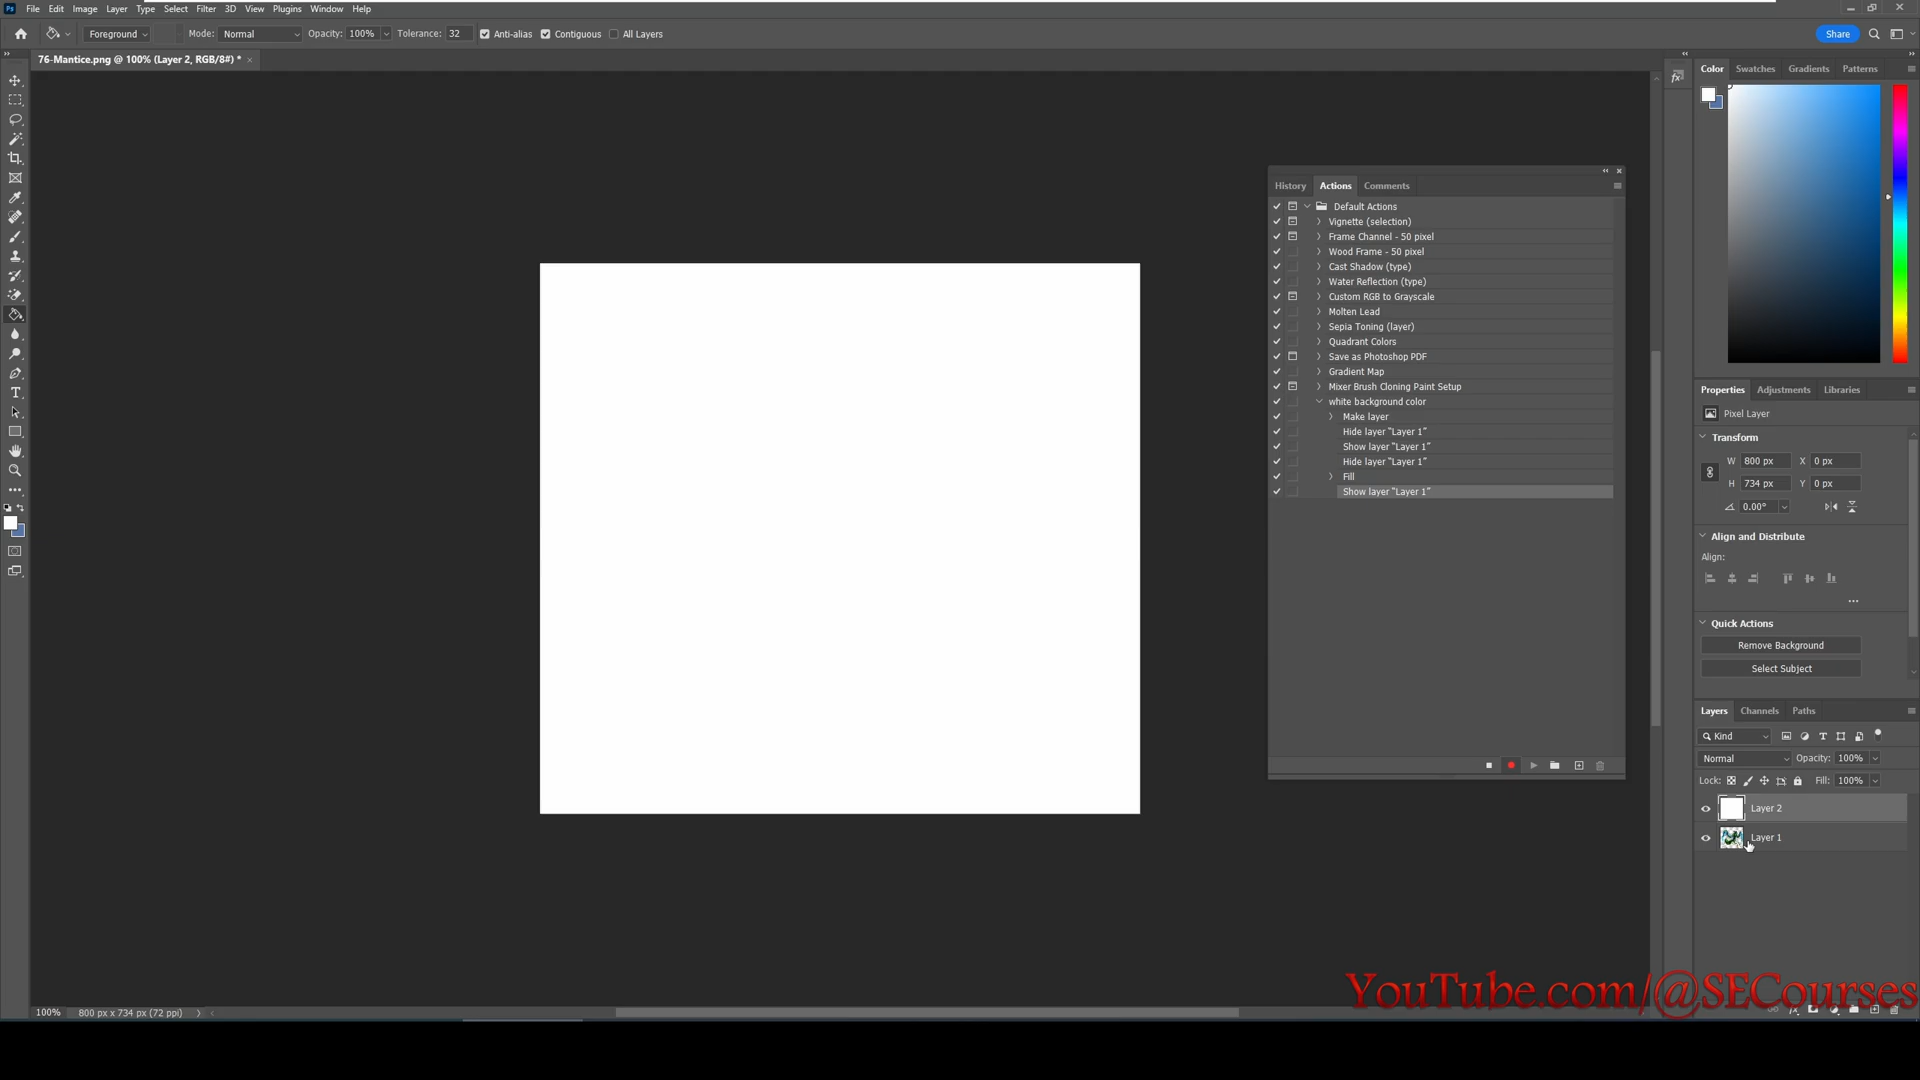 Ps File Edit Image Layer Type Select Filter 3D View Plugins Window Help
Foreground Mode: Normal Opacity: 100% Tolerance: 32 Anti-alias Contiguous All Layers Share
76-Mantice.png @ 100% (Layer 2, RGB/8#) *
Color Swatches Gradients Patterns
History Actions Comments
Default Actions
Vignette (selection)
Frame Channel - 50 pixel
Wood Frame - 50 pixel
Cast Shadow (type)
Water Reflection (type)
Custom RGB to Grayscale
Molten Lead
Sepia Toning (layer)
Quadrant Colors
Save as Photoshop PDF
Gradient Map
Mixer Brush Cloning Paint Setup
white background color
Make layer
Hide layer "Layer 1"
Show layer "Layer 1"
Hide layer "Layer 1"
Fill
Show layer "Layer 1"
Properties Adjustments Libraries
Pixel Layer
Transform
W 800 px X 0 px
H 734 px Y 0 px
0.00°
Align and Distribute
Align:
Quick Actions
Remove Background
Select Subject
Layers Channels Paths
Kind
Normal Opacity: 100%
Lock: Fill: 100%
Layer 2
Layer 1
YouTube.com/@SECourses
100% 800 px x 734 px (72 ppi)